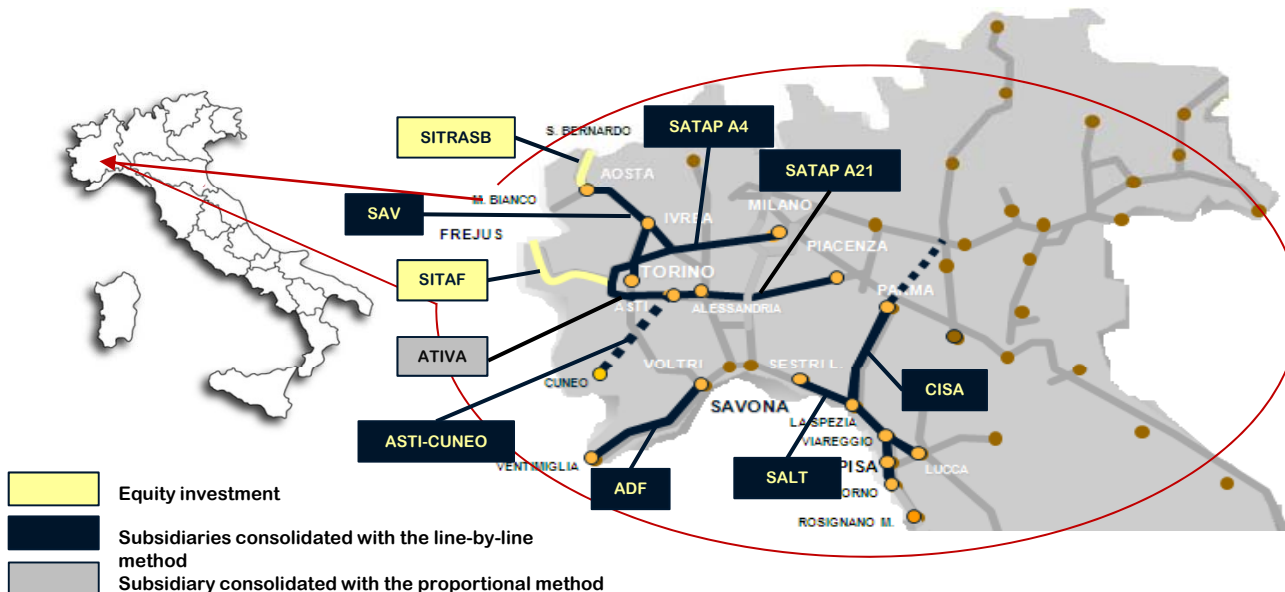 SITRASB
S. BERNARDO
SATAP A4
AOSTA
SATAP A21
M. BIANCO
SAV
IVREA
MILANO
FREJUS
PIACENZA
SITAF
TORINO
ASTI
ALESSANDRIA
PARMA
ATIVA
VOLTRI
SESTRI L.
CUNEO
CISA
SAVONA
LA SPEZIA
ASTI-CUNEO
VIAREGGIO
VENTIMIGLIA
ADF
SALT
PISA
LUCCA
ORNO
ROSIGNANO M.
Equity investment
Subsidiaries consolidated with the line-by-line
method
Subsidiary consolidated with the proportional method